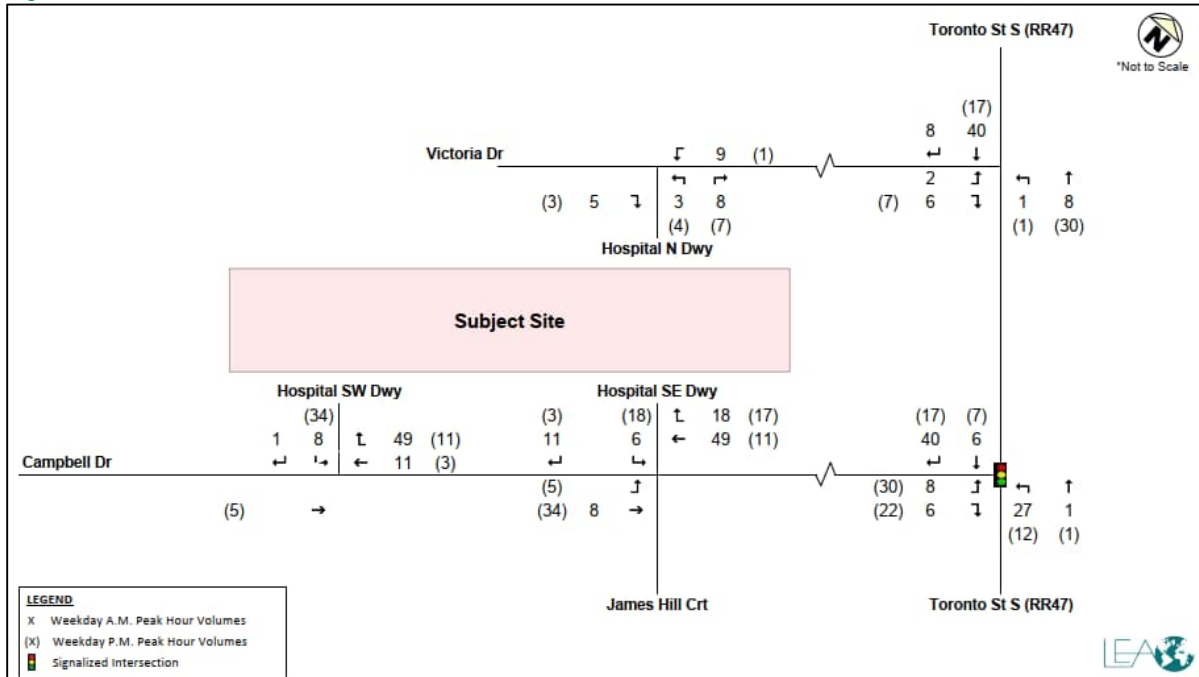 Toronto St S (RR47)
N
*Not to Scale
(17)
8 40
Victoria Dr
9 (1)
2
(3) 5 3 8 (7) 6 1 8
(4) (7) (1) (30)
Hospital N Dwy
Subject Site
Hospital SW Dwy Hospital SE Dwy
(34) (3) (18) 18 (17) (17) (7)
1 8 49 (11) 11 6 49 (11) 40 6
Campbell Dr
11 (3)
(5) (30) 8
(5) (34) 8 (22) 6 27 1
(12) (1)
James Hill Crt Toronto St S (RR47)
LEGEND
X Weekday A.M. Peak Hour Volumes
(X) Weekday P.M. Peak Hour Volumes
Signalized Intersection
LEA